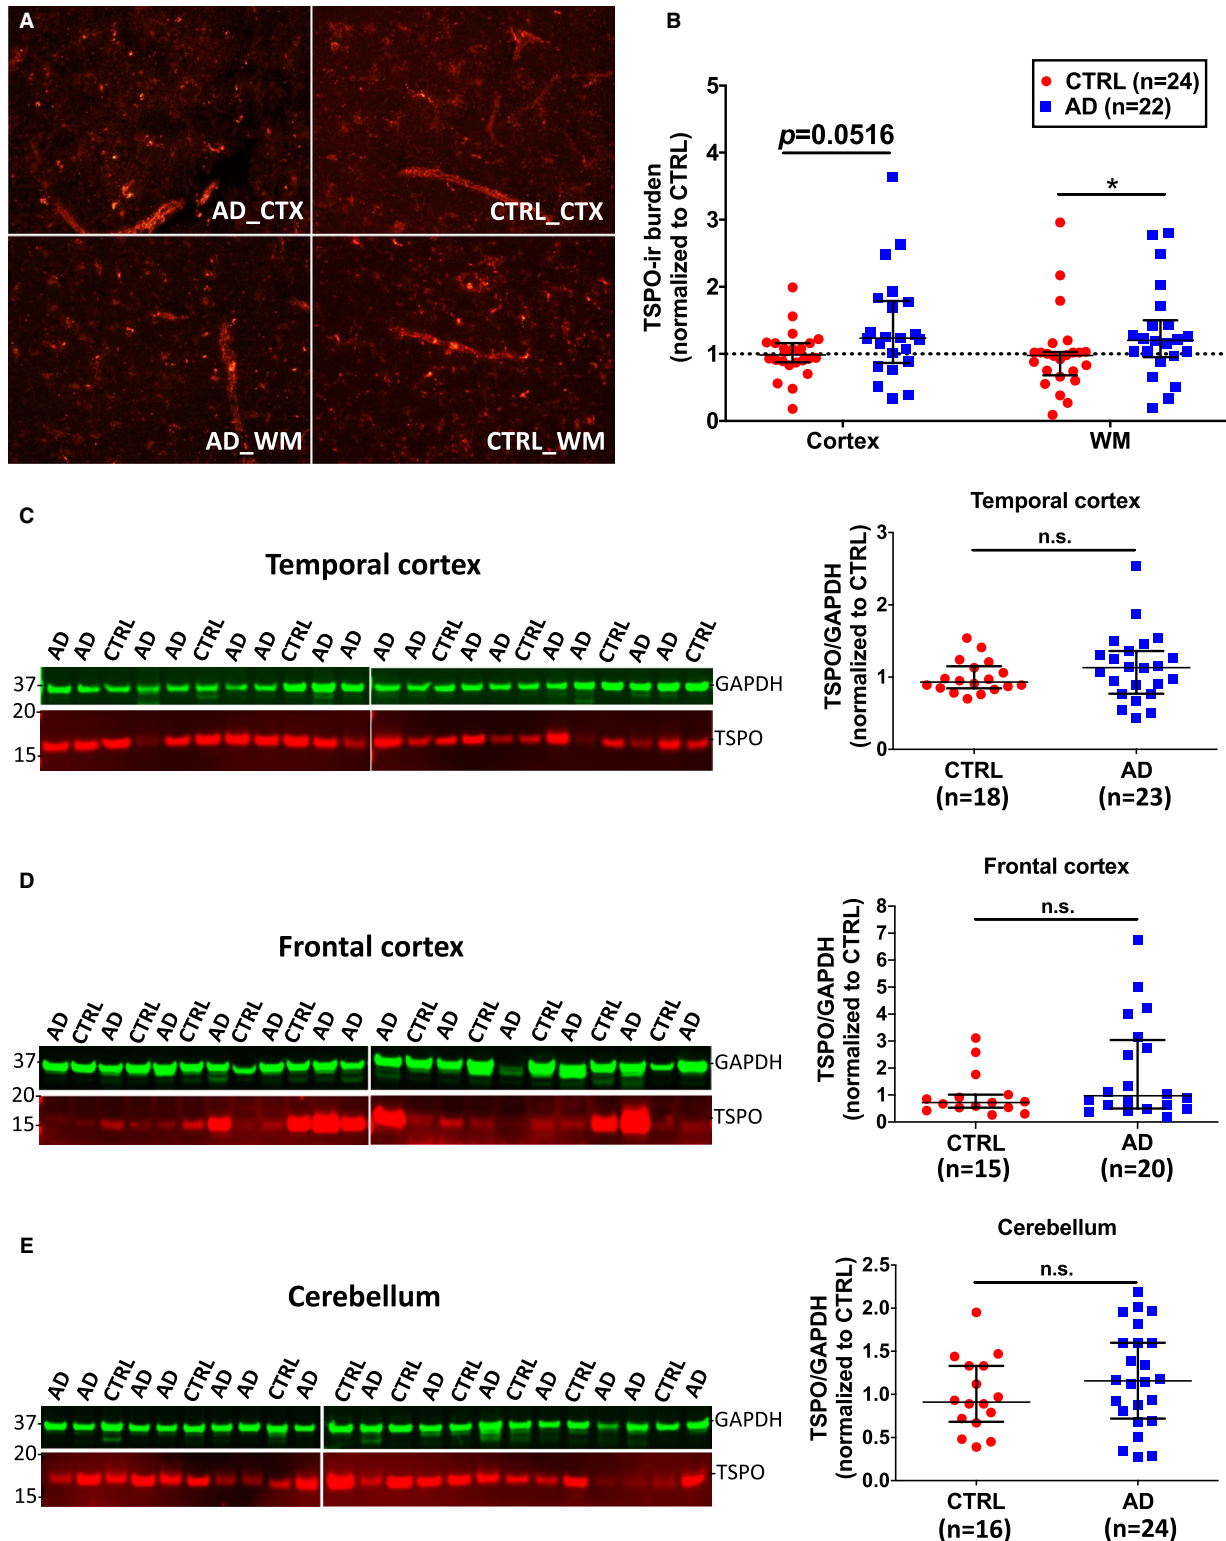 A
AD_CTX
CTRL_CTX
AD_WM
CTRL_WM
B
CTRL (n=24)
AD (n=22)
TSPO-ir burden
(normalized to CTRL)
5
4
3
2
1
0
p=0.0516
*
Cortex
WM
C
Temporal cortex
AD AD CTRL AD AD CTRL AD AD CTRL AD AD AD AD CTRL AD AD CTRL AD AD CTRL AD AD CTRL
37
GAPDH
20
TSPO
15
Temporal cortex
n.s.
TSPO/GAPDH
(normalized to CTRL)
3
2
1
0
CTRL
(n=18)
AD
(n=23)
D
Frontal cortex
AD CTRL AD CTRL AD CTRL AD CTRL AD CTRL AD AD AD CTRL AD CTRL AD CTRL AD CTRL AD CTRL AD
37
GAPDH
20
TSPO
15
Frontal cortex
n.s.
TSPO/GAPDH
(normalized to CTRL)
8
7
6
5
4
3
2
1
0
CTRL
(n=15)
AD
(n=20)
E
Cerebellum
AD AD CTRL AD AD CTRL AD AD CTRL AD CTRL AD CTRL AD CTRL AD CTRL AD CTRL AD AD CTRL AD
37
GAPDH
20
TSPO
15
Cerebellum
n.s.
TSPO/GAPDH
(normalized to CTRL)
2.5
2.0
1.5
1.0
0.5
0.0
CTRL
(n=16)
AD
(n=24)